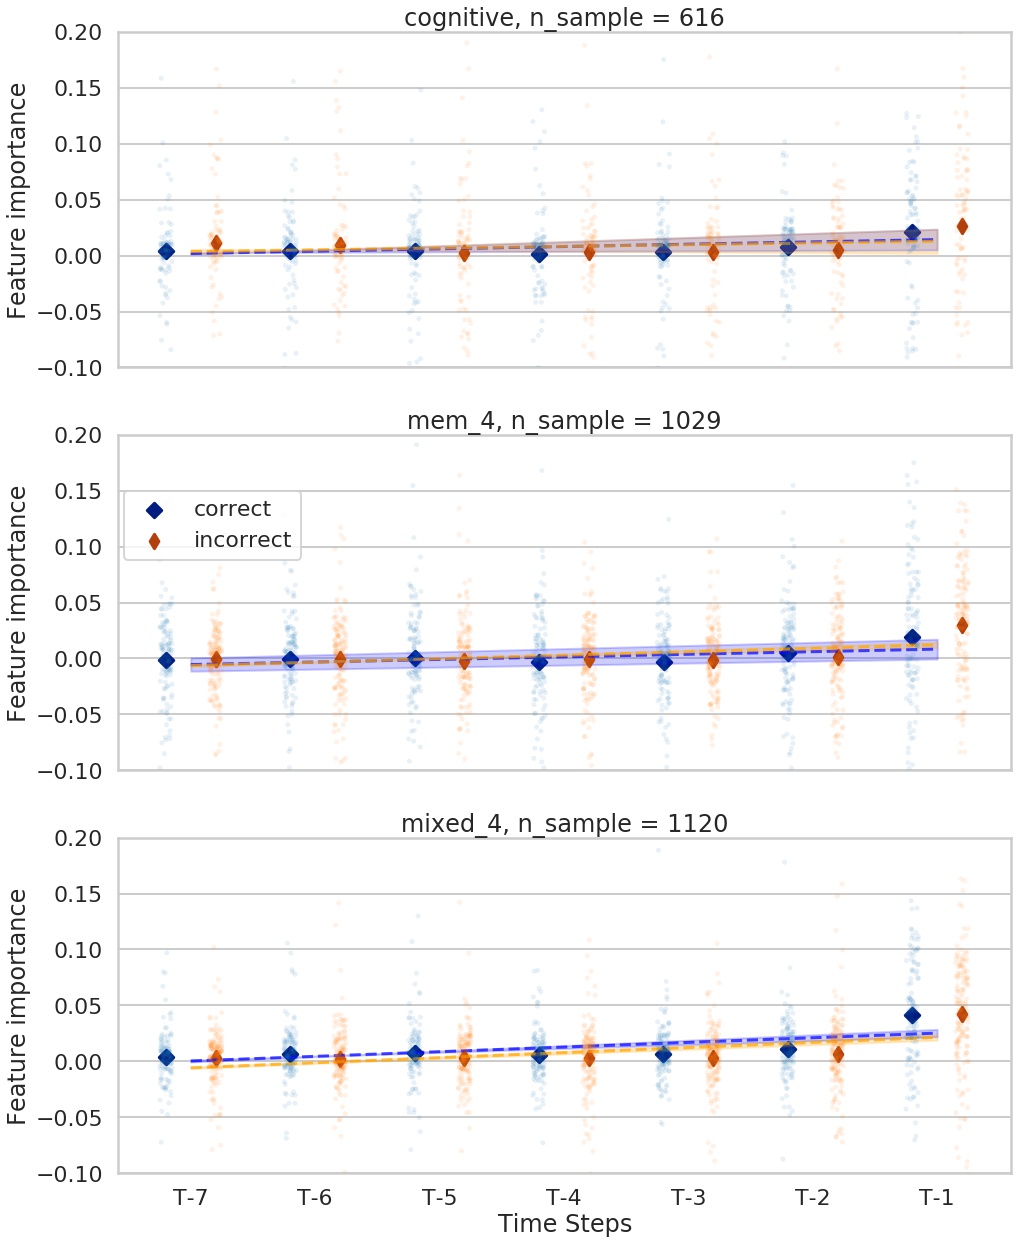 cognitive, n_sample = 616
0.20
0.15
0.10
0.05
0.00
−0.05
−0.10
Feature importance
mem_4, n_sample = 1029
0.20
0.15
0.10
0.05
0.00
−0.05
−0.10
Feature importance
correct
incorrect
mixed_4, n_sample = 1120
0.20
0.15
0.10
0.05
0.00
−0.05
−0.10
Feature importance
T-7 T-6 T-5 T-4 T-3 T-2 T-1
Time Steps